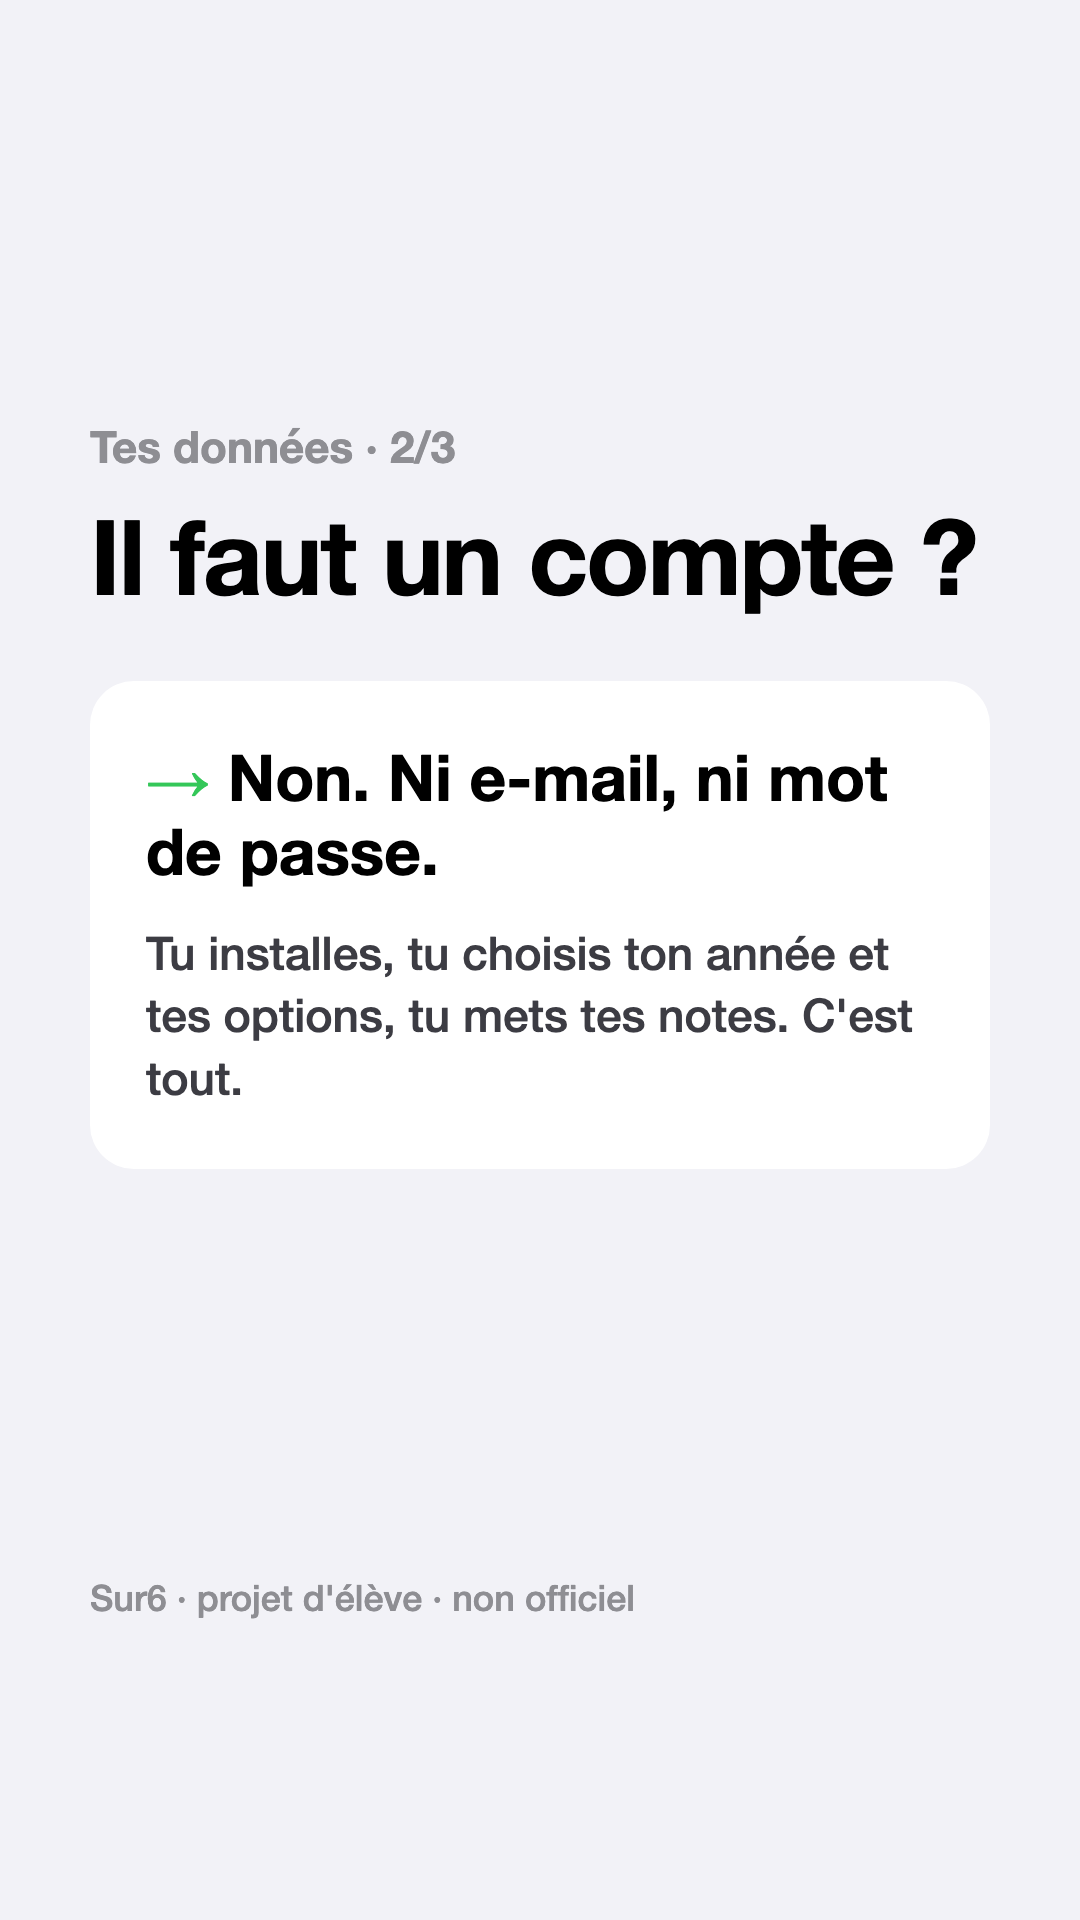 Tes données · 2/3
Il faut un compte ?
→ Non. Ni e-mail, ni mot
de passe.
Tu installes, tu choisis ton année et
tes options, tu mets tes notes. C'est
tout.
Sur6 · projet d'élève · non officiel